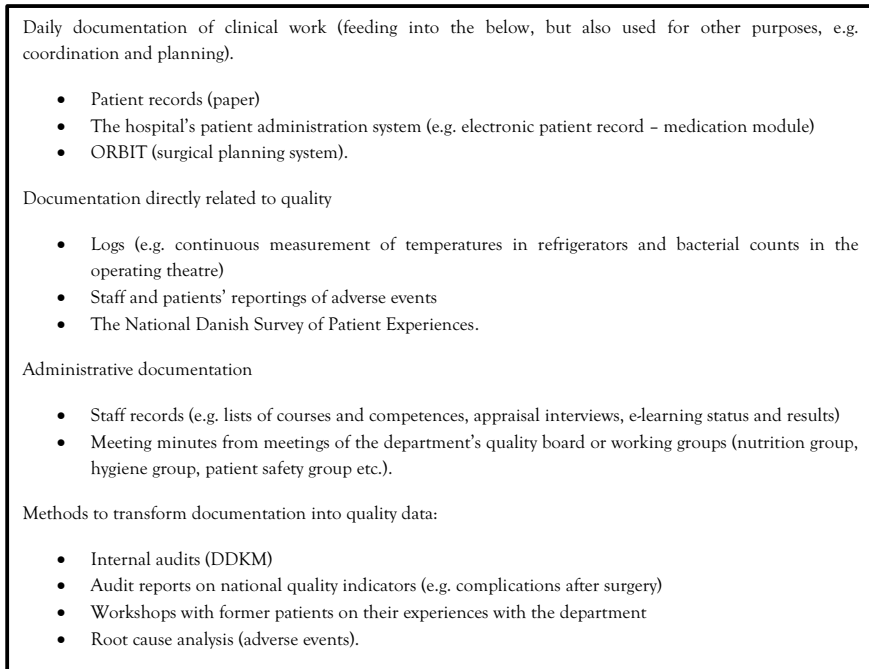 Daily documentation of clinical work (feeding into the below, but also used for other purposes, e.g.
coordination and planning).
• Patient records (paper)
• The hospital's patient administration system (e.g. electronic patient record – medication module)
• ORBIT (surgical planning system).
Documentation directly related to quality
• Logs (e.g. continuous measurement of temperatures in refrigerators and bacterial counts in the
operating theatre)
• Staff and patients' reportings of adverse events
• The National Danish Survey of Patient Experiences.
Administrative documentation
• Staff records (e.g. lists of courses and competences, appraisal interviews, e-learning status and results)
• Meeting minutes from meetings of the department's quality board or working groups (nutrition group,
hygiene group, patient safety group etc.).
Methods to transform documentation into quality data:
• Internal audits (DDKM)
• Audit reports on national quality indicators (e.g. complications after surgery)
• Workshops with former patients on their experiences with the department
• Root cause analysis (adverse events).